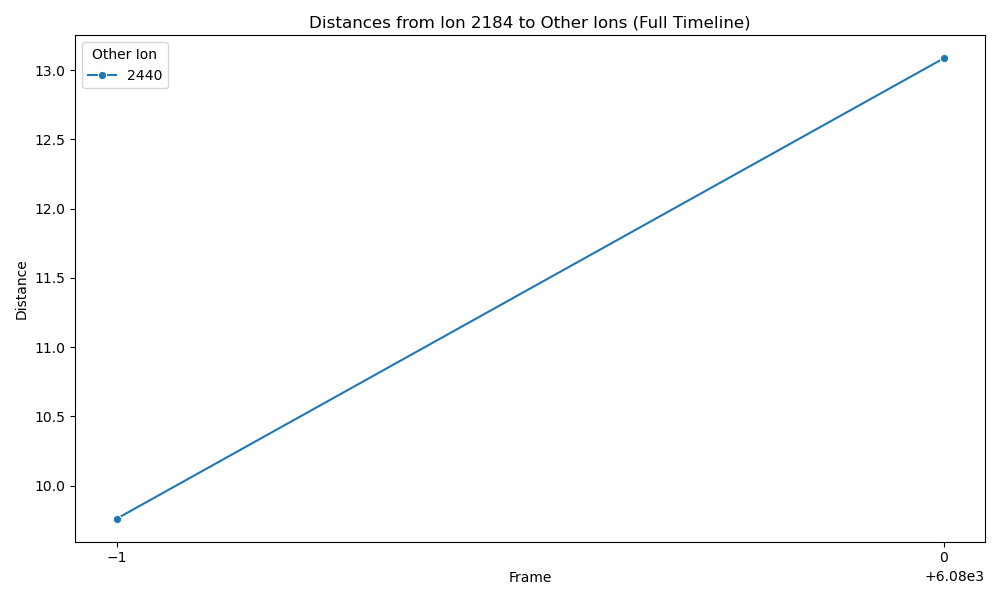 Distances from Ion 2184 to Other Ions (Full Timeline)
Other Ion
2440
13.0
12.5
12.0
11.5
11.0
10.5
10.0
Distance
−1
0
Frame
+6.08e3